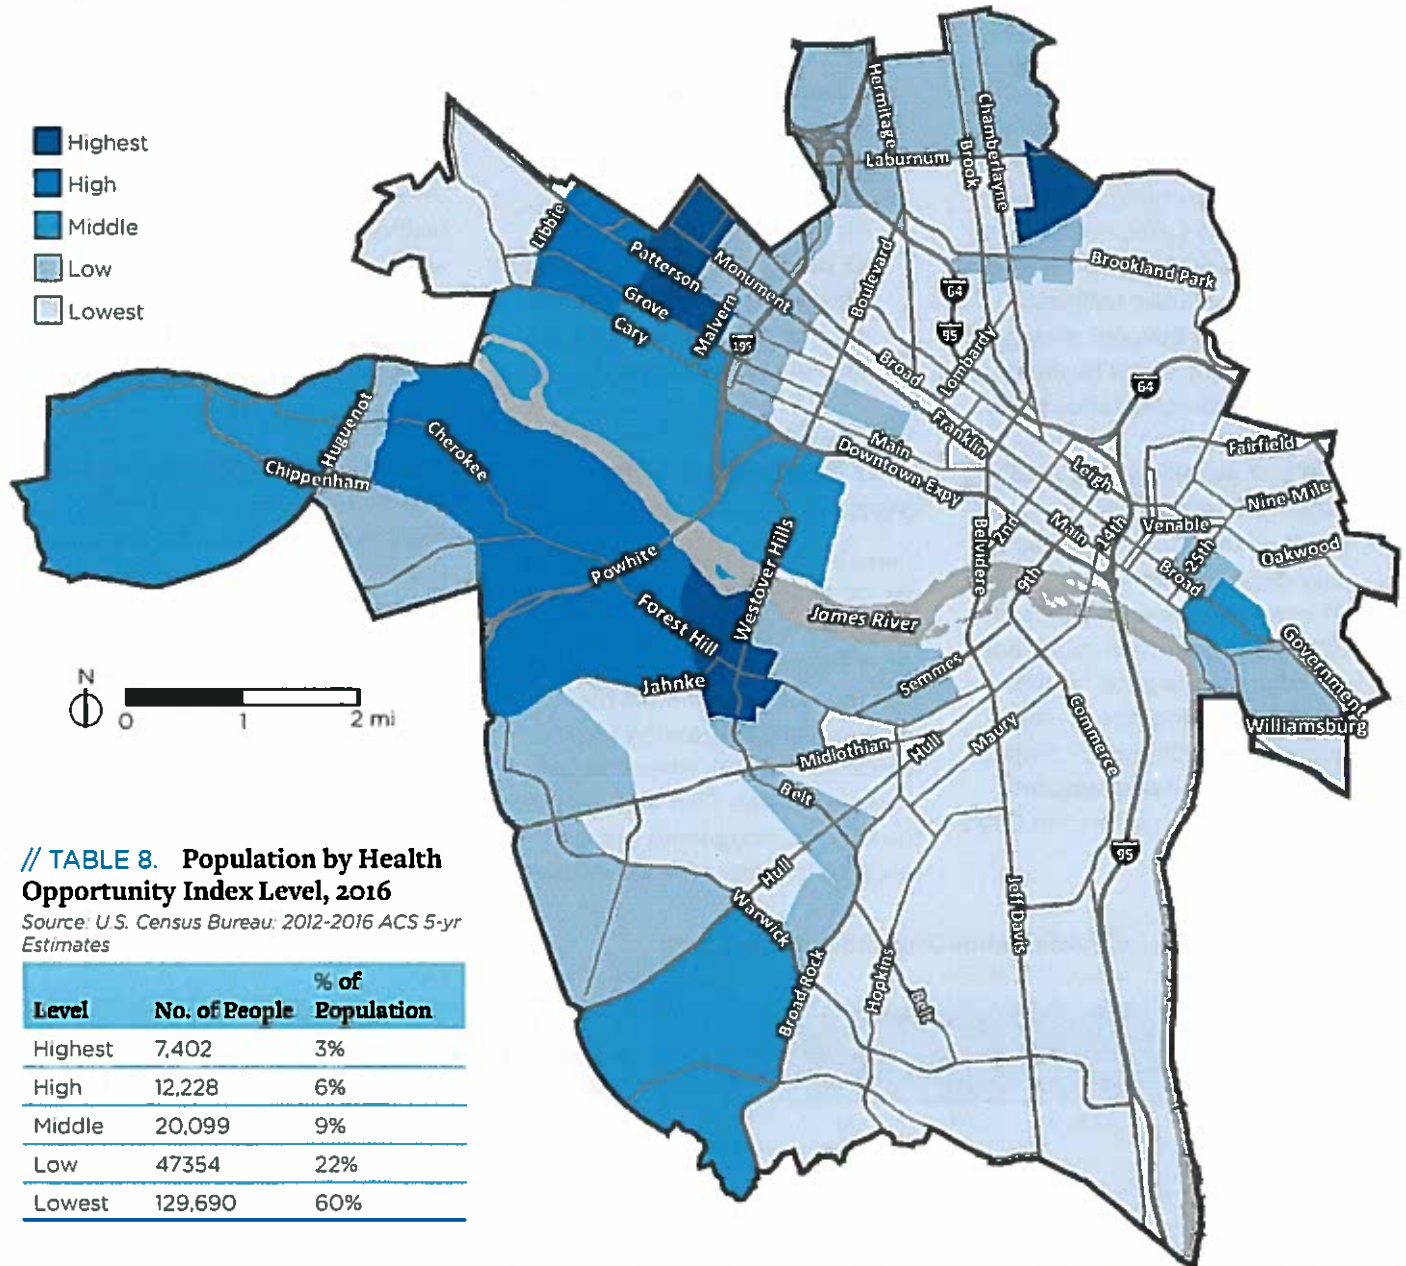 Highest
High
Middle
Low
Lowest
Hermitage
Chamberlayne
Laburnum
Brook
Libbie
Patterson
Monument
Boulevard
Brookland Park
Grove
Malvern
64
Cary
195
95
Broad
Lombardy
64
Huguenot
Cherokee
Franklin
Main
Fairfield
Chippenham
Downtown Expy
Leigh
Nine Mile
Belvidere
2nd
Main
14th
Venable
Oakwood
Westover Hills
25th
Powhite
9th
Broad
Forest Hill
James River
Government
Semmes
Jahnke
N
0 1 2 mi
Commerce
Williamsburg
Maury
Midlothian
Hull
Belt
95
// TABLE 8. Population by Health
Opportunity Index Level, 2016
Source: U.S. Census Bureau: 2012-2016 ACS 5-yr
Estimates
Hull
Warwick
Jeff Davis
Broad Rock
Hopkins
Belt
% of
Level No. of People Population
Highest 7,402 3%
High 12,228 6%
Middle 20,099 9%
Low 47354 22%
Lowest 129,690 60%